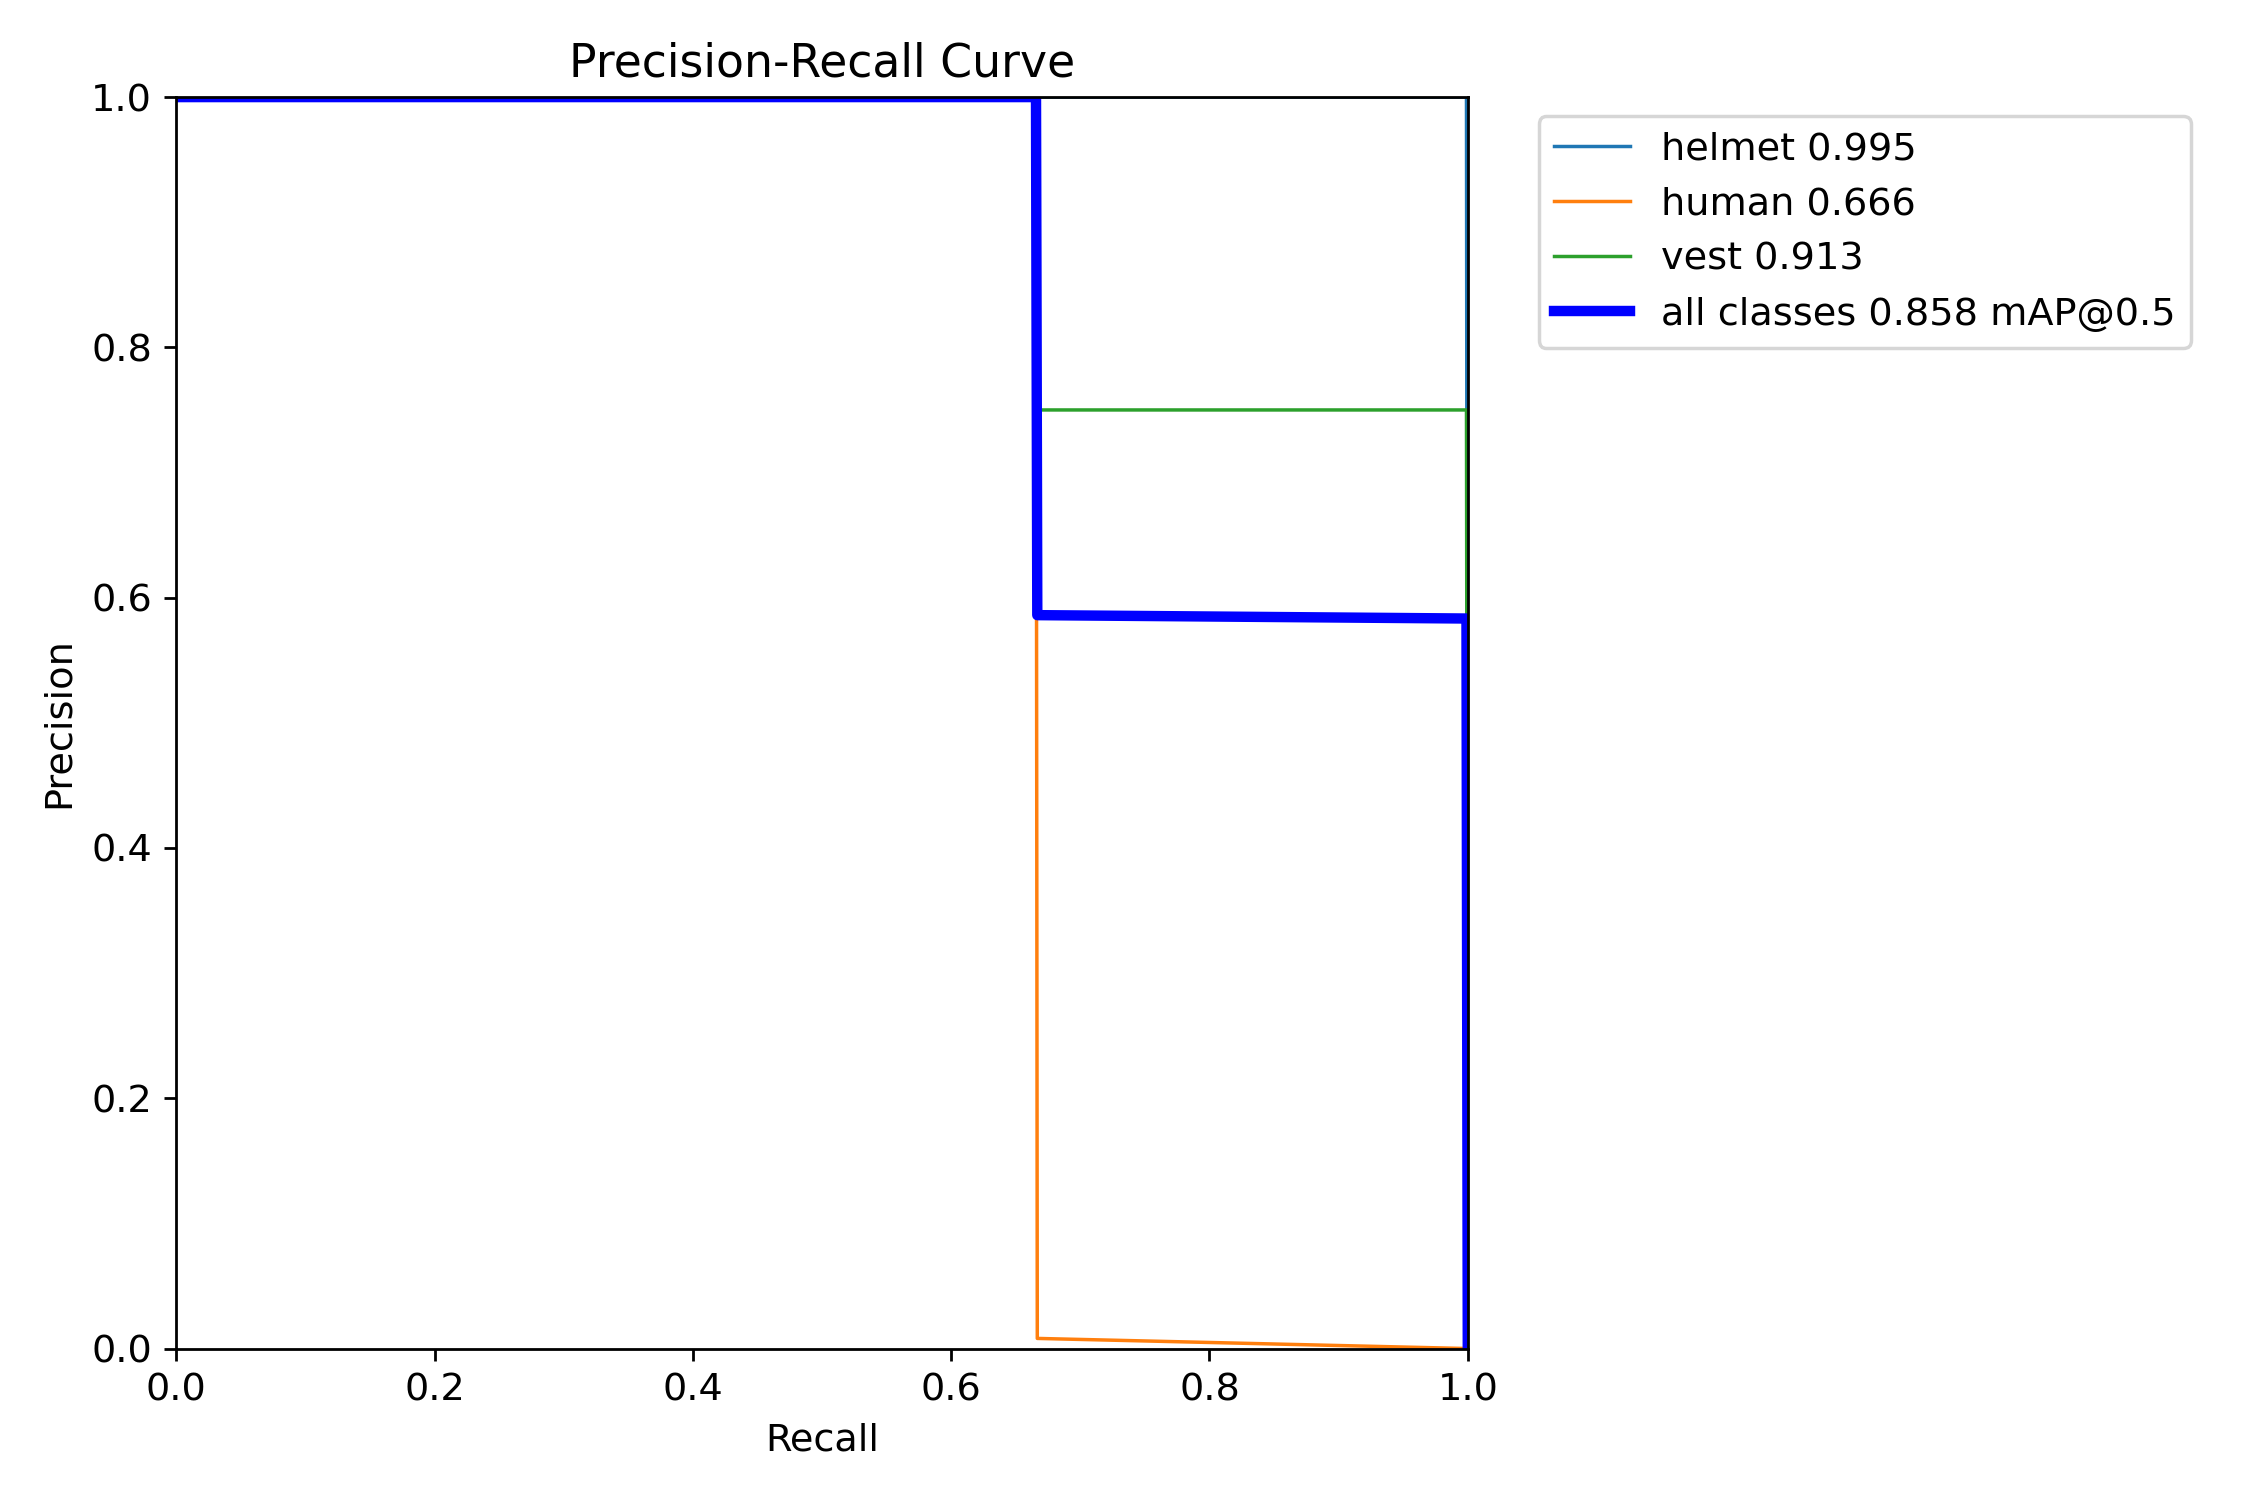 Precision-Recall Curve
1.0
0.8
0.6
0.4
0.2
0.0
Precision
0.0 0.2 0.4 0.6 0.8 1.0
Recall
helmet 0.995
human 0.666
vest 0.913
all classes 0.858 mAP@0.5